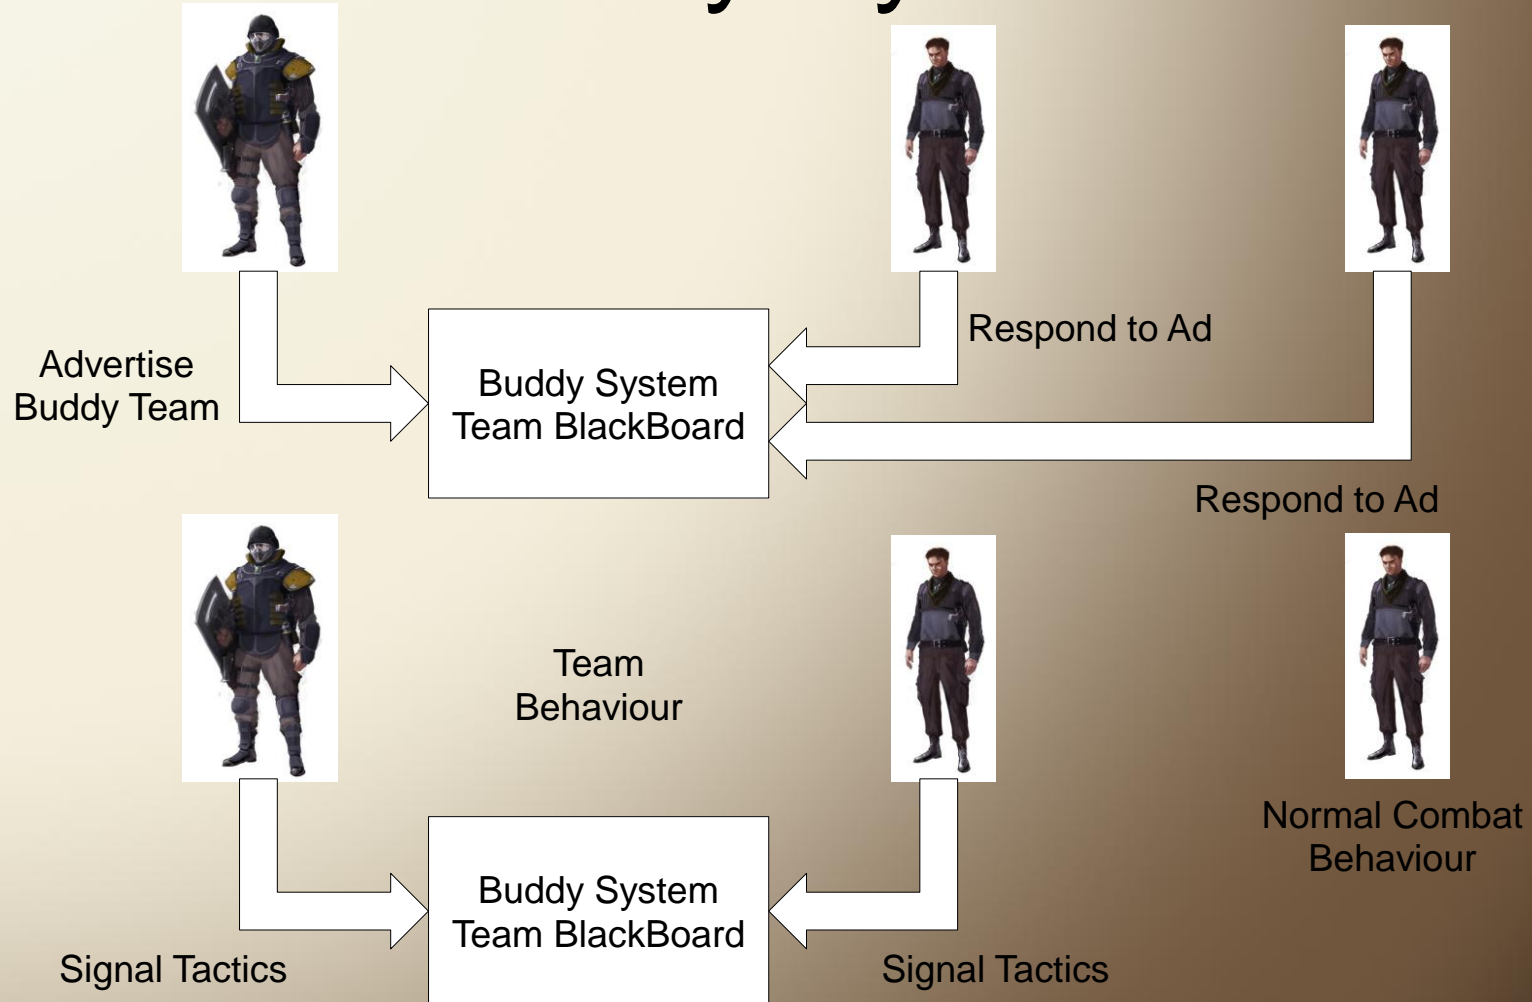 Respond to Ad
Advertise
Buddy Team
Buddy System
Team BlackBoard
Respond to Ad
Team
Behaviour
Normal Combat
Behaviour
Buddy System
Team BlackBoard
Signal Tactics
Signal Tactics